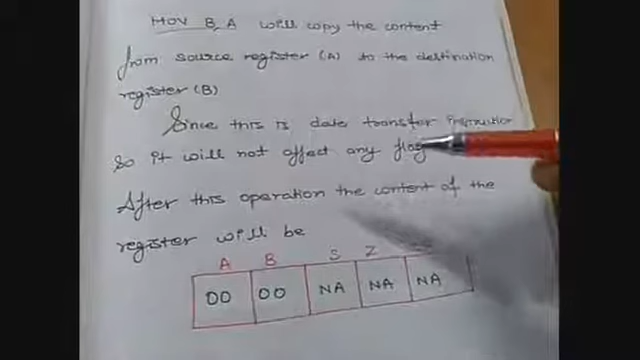 MOV B, A will copy the content
from source register (A) to the destination
register (B)
Since this is data transfer instruction
So it will not affect any flag
After this operation the content of the
register will be
A B S Z
00 00 NA NA NA